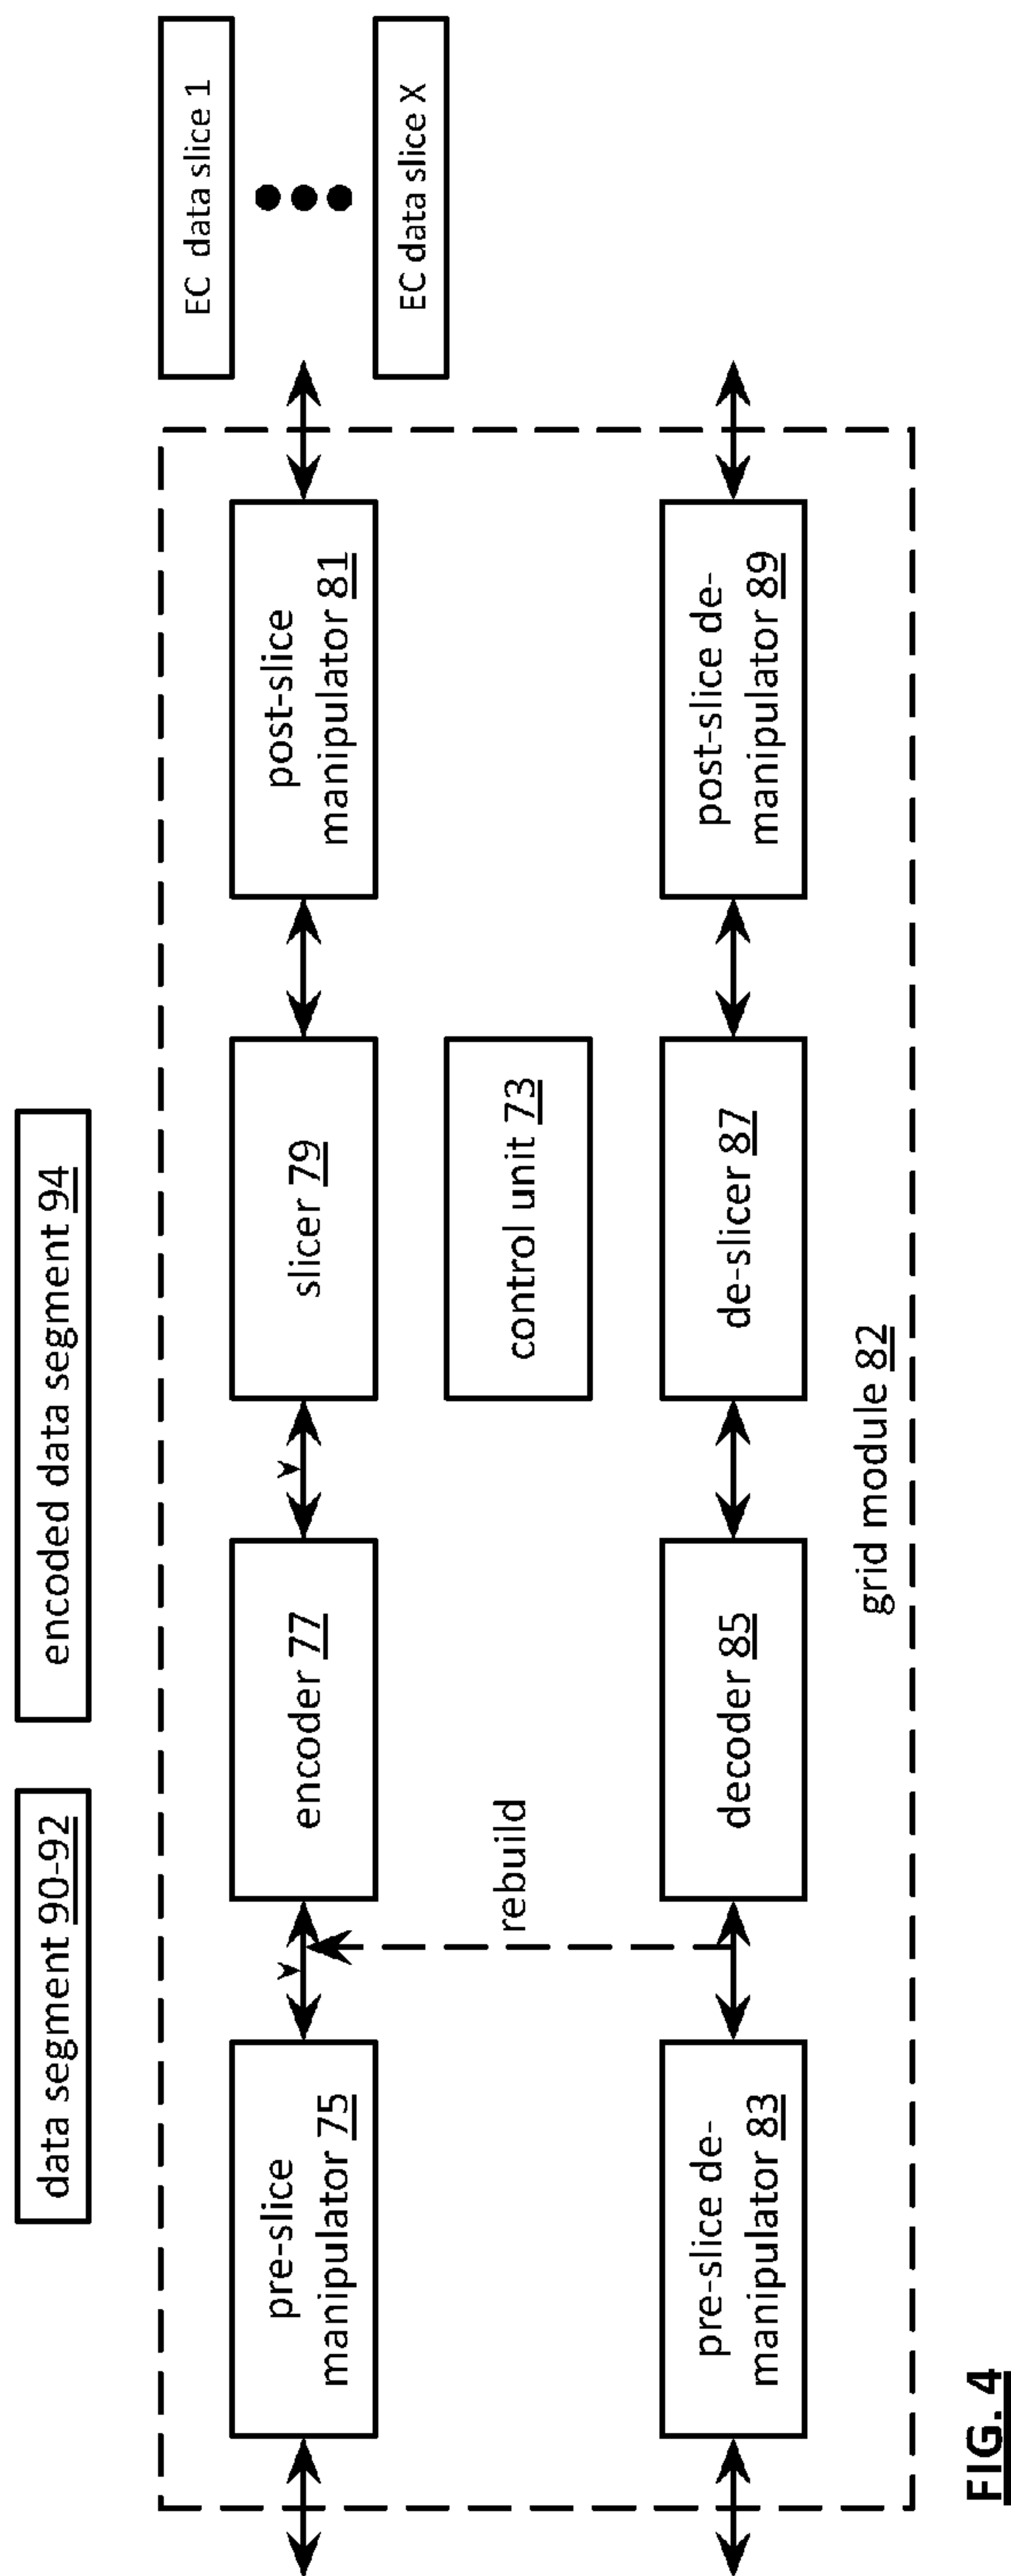 data segment 90-92
encoded data segment 94
EC data slice 1
EC data slice X
pre-slice
manipulator 75
encoder 77
slicer 79
post-slice
manipulator 81
rebuild
control unit 73
pre-slice de-
manipulator 83
decoder 85
de-slicer 87
post-slice de-
manipulator 89
grid module 82
FIG. 4